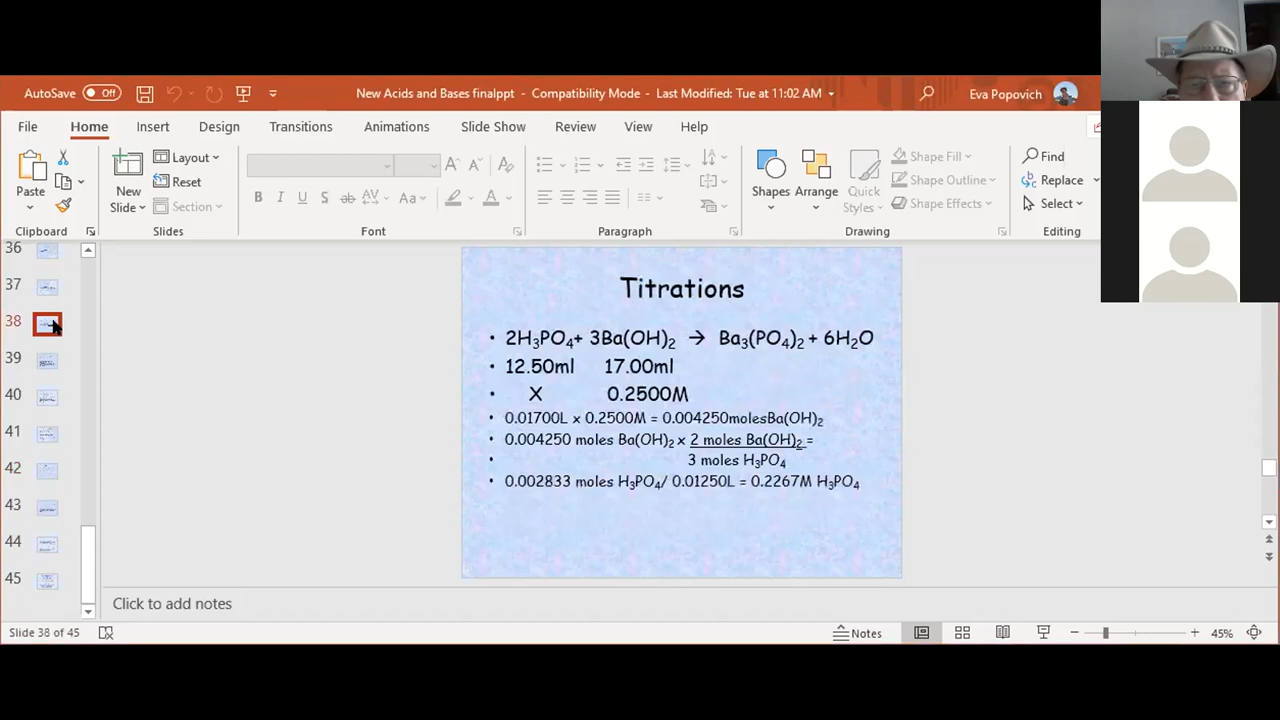 AutoSave Off New Acids and Bases finalppt - Compatibility Mode - Last Modified: Tue at 11:02 AM Eva Popovich
File Home Insert Design Transitions Animations Slide Show Review View Help
Paste
Clipboard
New Slide
Layout
Reset
Section
Slides
B I U S ab AV Aa A
Font
Paragraph
Shapes
Arrange
Quick Styles
Shape Fill
Shape Outline
Shape Effects
Drawing
Find
Replace
Select
Editing
36
37
38
39
40
41
42
43
44
45
Titrations
• 2H₃PO₄+ 3Ba(OH)₂ → Ba₃(PO₄)₂ + 6H₂O
• 12.50ml 17.00ml
• X 0.2500M
• 0.01700L x 0.2500M = 0.004250molesBa(OH)₂
• 0.004250 moles Ba(OH)₂ x 2 moles Ba(OH)₂ =
• 3 moles H₃PO₄
• 0.002833 moles H₃PO₄/ 0.01250L = 0.2267M H₃PO₄
Click to add notes
Slide 38 of 45 Notes 45%